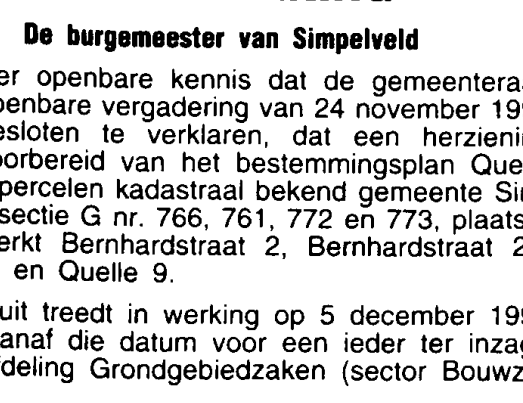 De burgemeester van Simpelveld
er openbare kennis dat de gemeentera
penbare vergadering van 24 november 19
esloten te verklaren, dat een herzieni
oorbereid van het bestemmingsplan Que
percelen kadastraal bekend gemeente Si
sectie G nr. 766, 761, 772 en 773, plaats
erkt Bernhardstraat 2, Bernhardstraat 2
en Quelle 9.
uit treedt in werking op 5 december 199
anaf die datum voor een ieder ter inza
deling Grondgebiedzaken (sector Bouwz